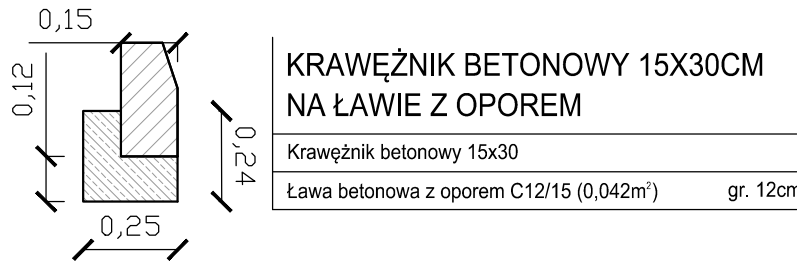 0,15
KRAWĘŻNIK BETONOWY 15X30CM
NA ŁAWIE Z OPOREM
0,12
0,24
Krawężnik betonowy 15x30
Ława betonowa z oporem C12/15 (0,042m²) gr. 12cm
0,25